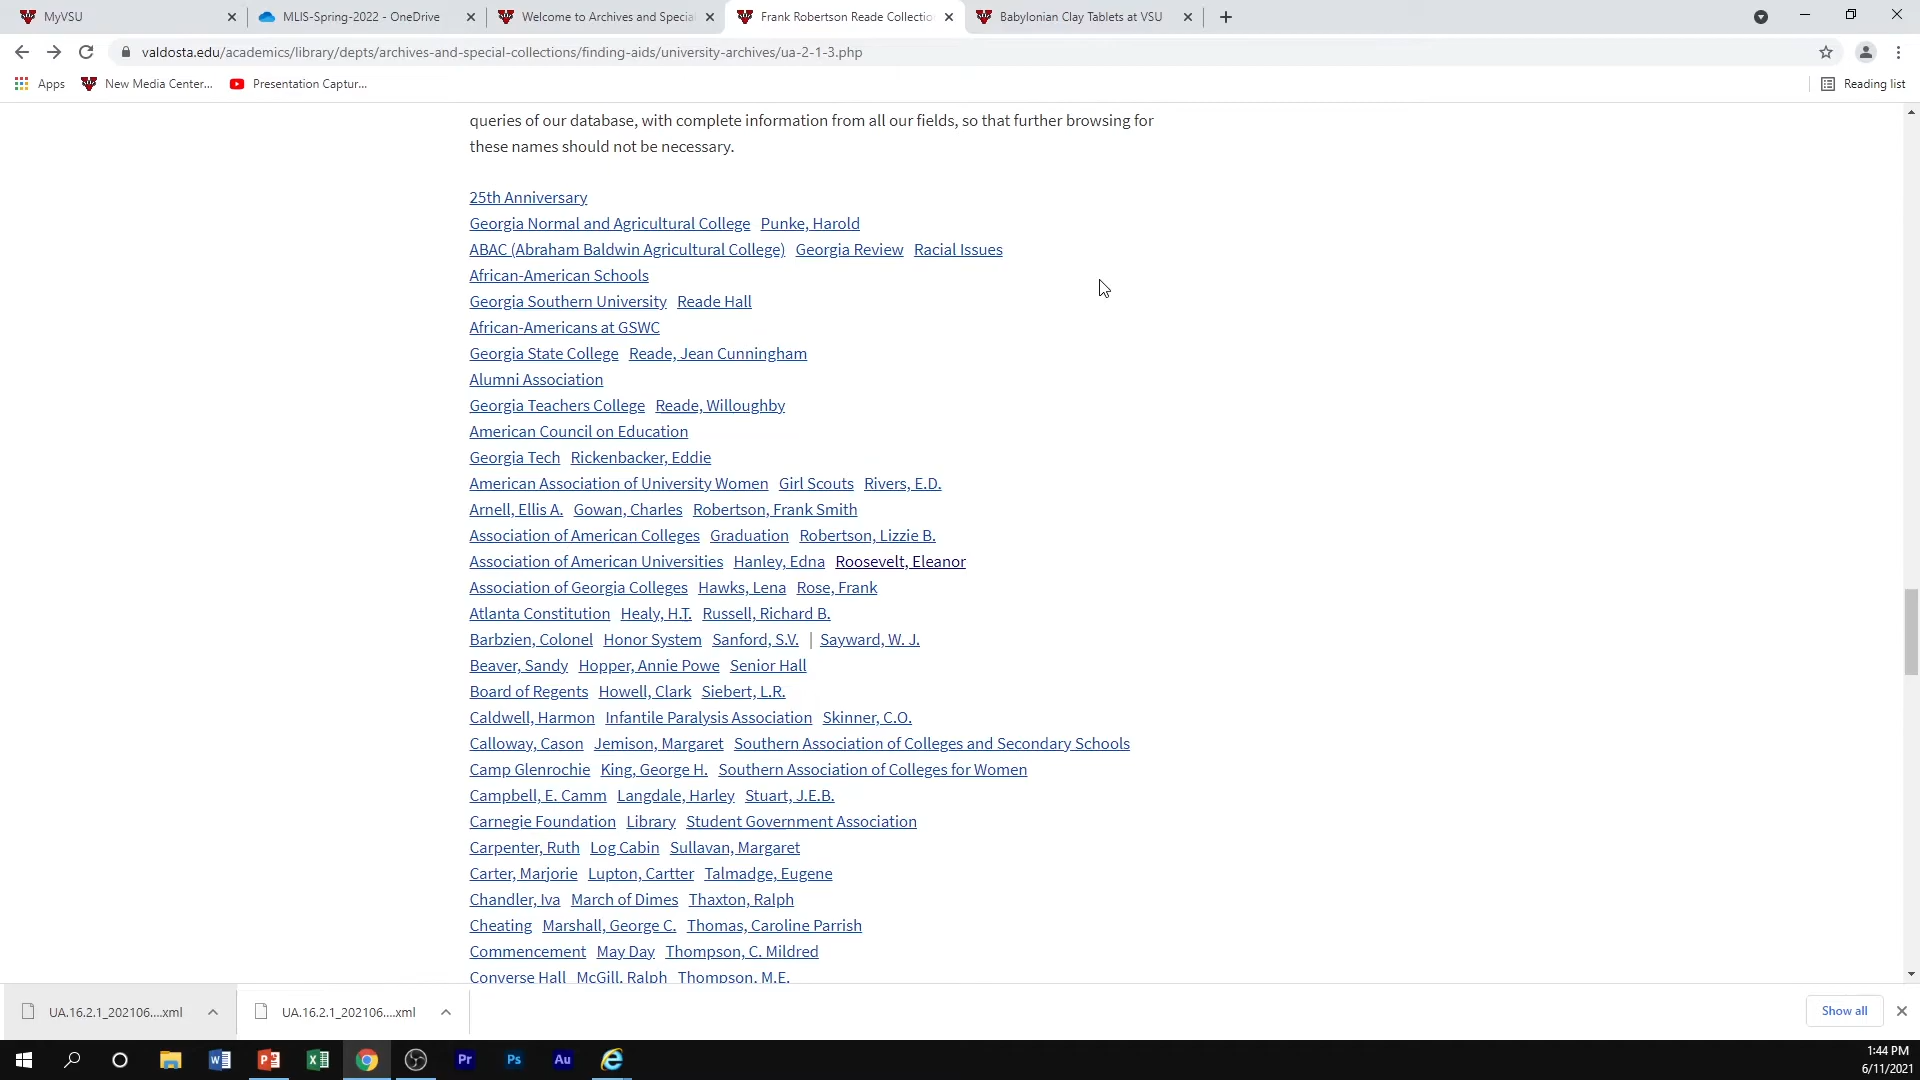 MyVSU
MLIS-Spring-2022 - OneDrive
Welcome to Archives and Special
Frank Robertson Reade Collectio
Babylonian Clay Tablets at VSU
valdosta.edu/academics/library/depts/archives-and-special-collections/finding-aids/university-archives/ua-2-1-3.php
Apps New Media Center... Presentation Captur... Reading list
queries of our database, with complete information from all our fields, so that further browsing for
these names should not be necessary.
25th Anniversary
Georgia Normal and Agricultural College Punke, Harold
ABAC (Abraham Baldwin Agricultural College) Georgia Review Racial Issues
African-American Schools
Georgia Southern University Reade Hall
African-Americans at GSWC
Georgia State College Reade, Jean Cunningham
Alumni Association
Georgia Teachers College Reade, Willoughby
American Council on Education
Georgia Tech Rickenbacker, Eddie
American Association of University Women Girl Scouts Rivers, E.D.
Arnell, Ellis A. Gowan, Charles Robertson, Frank Smith
Association of American Colleges Graduation Robertson, Lizzie B.
Association of American Universities Hanley, Edna Roosevelt, Eleanor
Association of Georgia Colleges Hawks, Lena Rose, Frank
Atlanta Constitution Healy, H.T. Russell, Richard B.
Barbzien, Colonel Honor System Sanford, S.V. | Sayward, W. J.
Beaver, Sandy Hopper, Annie Powe Senior Hall
Board of Regents Howell, Clark Siebert, L.R.
Caldwell, Harmon Infantile Paralysis Association Skinner, C.O.
Calloway, Cason Jemison, Margaret Southern Association of Colleges and Secondary Schools
Camp Glenrochie King, George H. Southern Association of Colleges for Women
Campbell, E. Camm Langdale, Harley Stuart, J.E.B.
Carnegie Foundation Library Student Government Association
Carpenter, Ruth Log Cabin Sullavan, Margaret
Carter, Marjorie Lupton, Cartter Talmadge, Eugene
Chandler, Iva March of Dimes Thaxton, Ralph
Cheating Marshall, George C. Thomas, Caroline Parrish
Commencement May Day Thompson, C. Mildred
Converse Hall McGill, Ralph Thompson, M.E.
UA.16.2.1_202106....xml UA.16.2.1_202106....xml Show all
Pr Ps Au
1:44 PM
6/11/2021